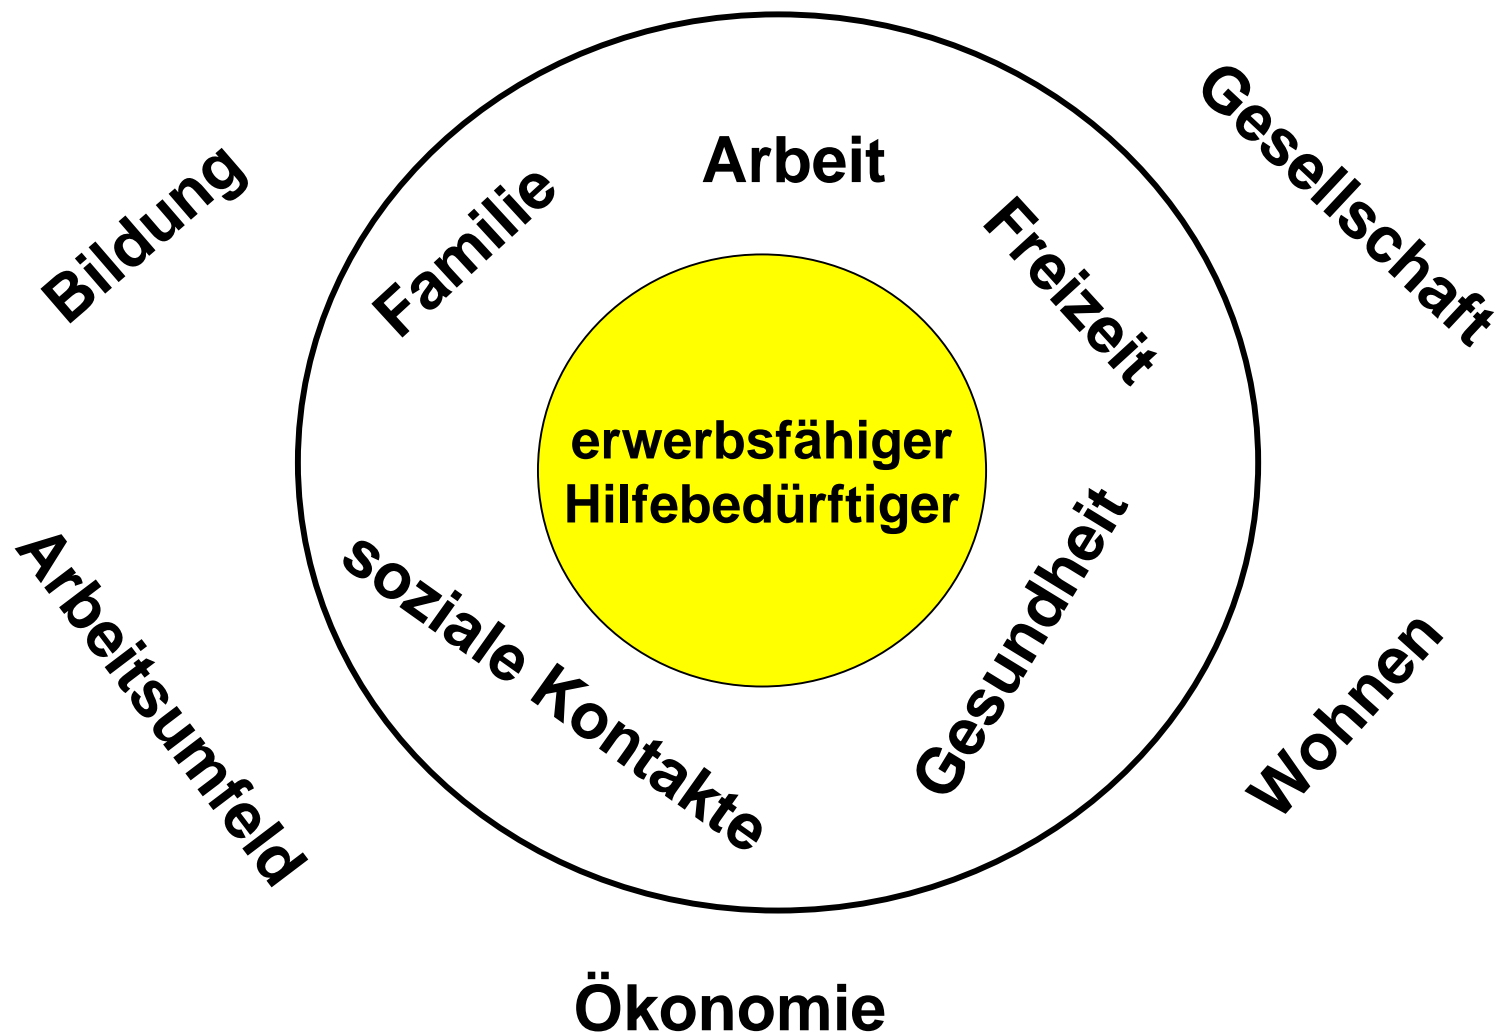 Bildung
Familie
Arbeit
Freizeit
Gesellschaft
erwerbsfähiger
Hilfebedürftiger
Arbeitsumfeld
soziale Kontakte
Gesundheit
Wohnen
Ökonomie